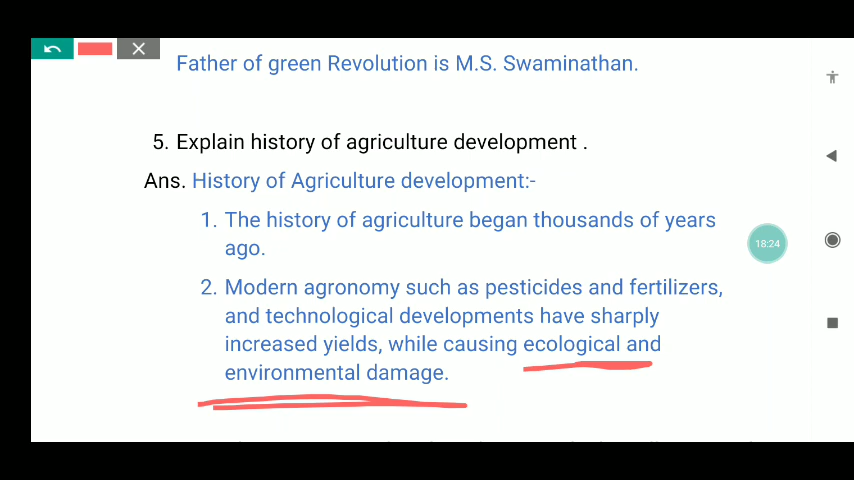 Father of green Revolution is M.S. Swaminathan.
5. Explain history of agriculture development .
Ans. History of Agriculture development:-
1. The history of agriculture began thousands of years
ago.
18:24
2. Modern agronomy such as pesticides and fertilizers,
and technological developments have sharply
increased yields, while causing ecological and
environmental damage.